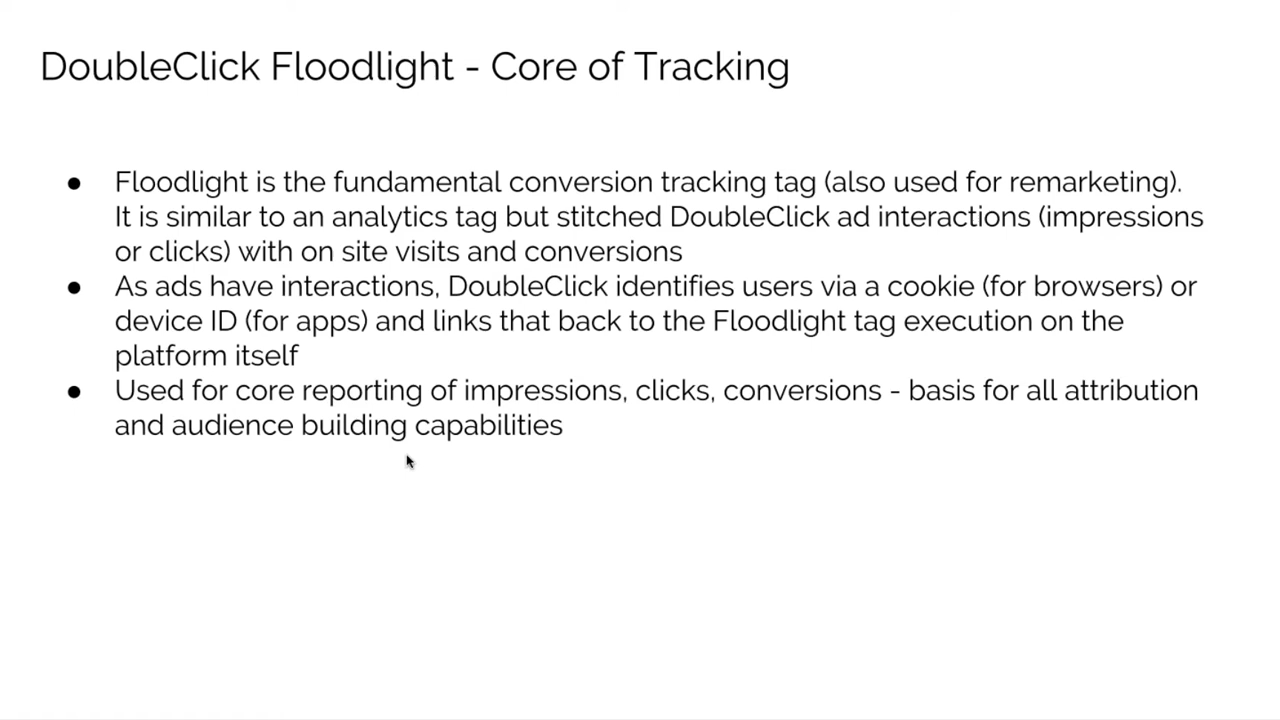 DoubleClick Floodlight - Core of Tracking
● Floodlight is the fundamental conversion tracking tag (also used for remarketing).
It is similar to an analytics tag but stitched DoubleClick ad interactions (impressions
or clicks) with on site visits and conversions
● As ads have interactions, DoubleClick identifies users via a cookie (for browsers) or
device ID (for apps) and links that back to the Floodlight tag execution on the
platform itself
● Used for core reporting of impressions, clicks, conversions - basis for all attribution
and audience building capabilities